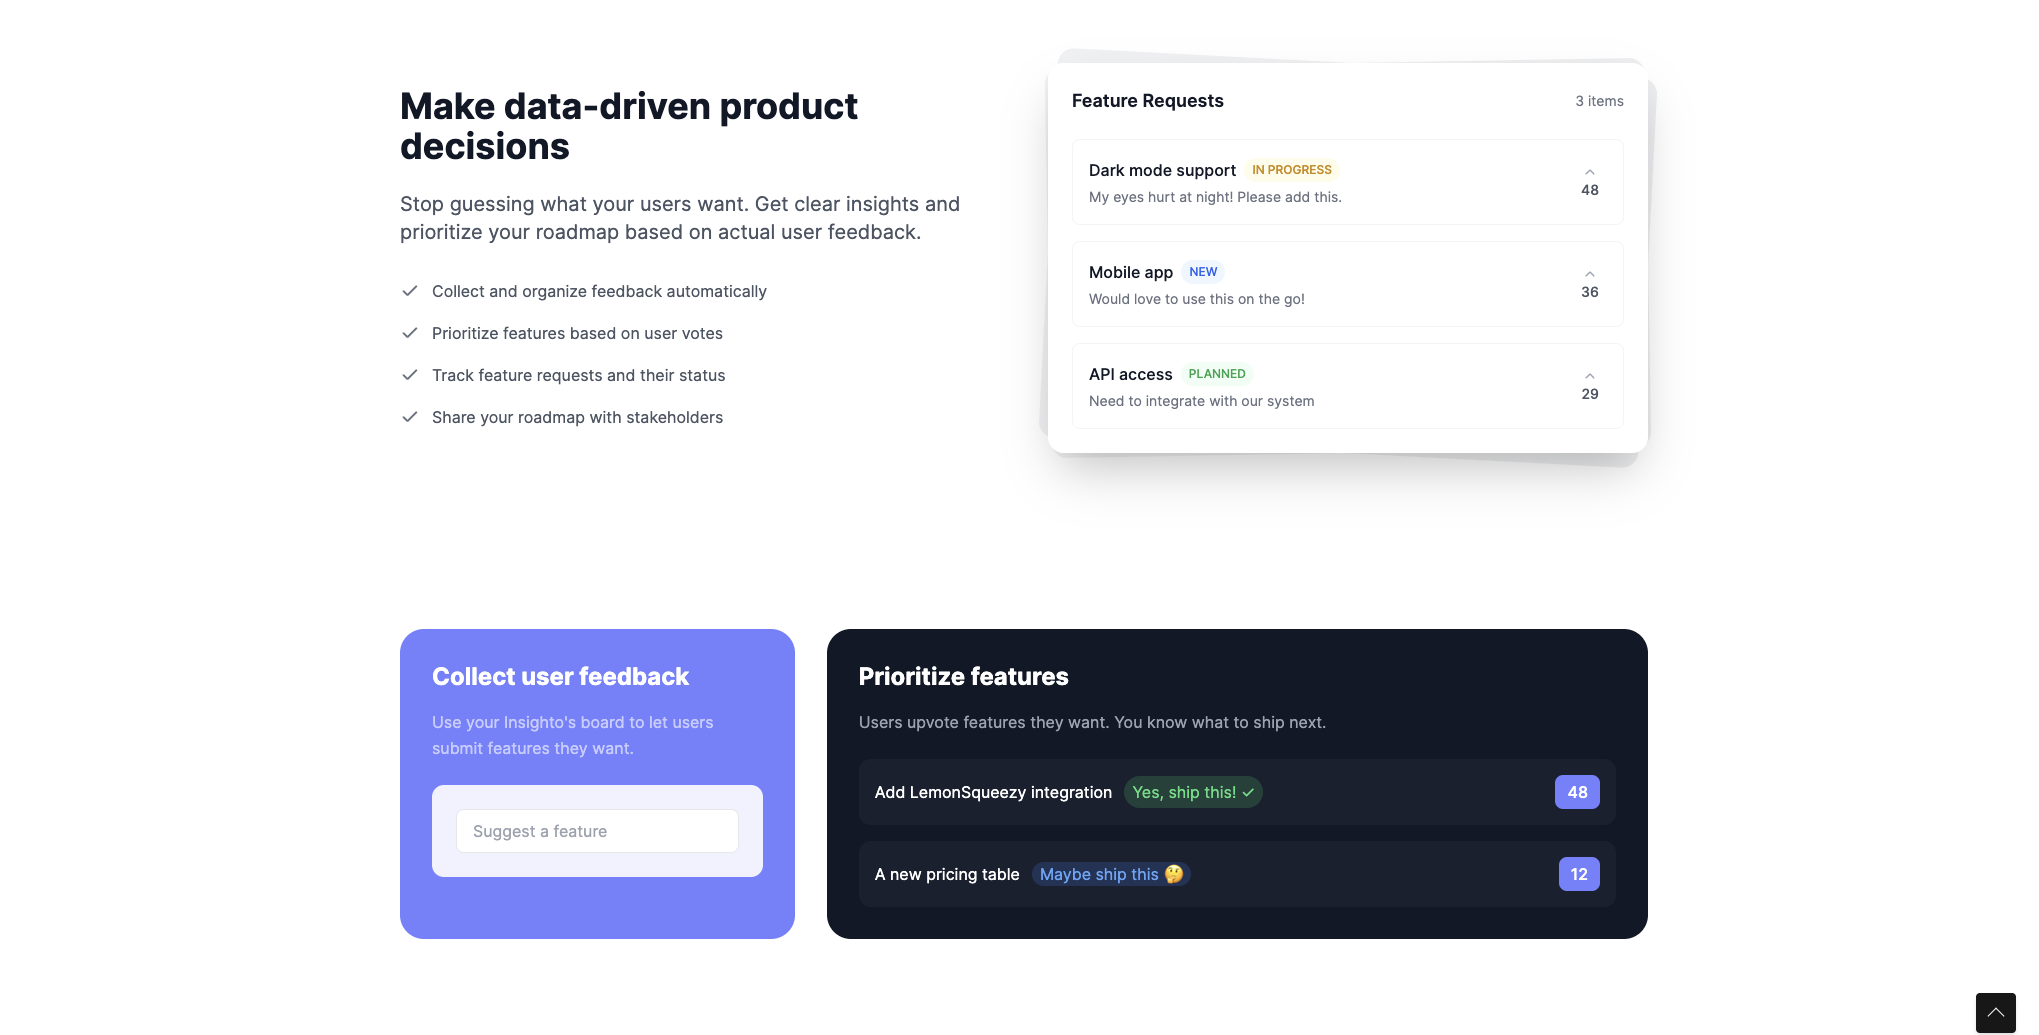 Make data-driven product
decisions
Stop guessing what your users want. Get clear insights and
prioritize your roadmap based on actual user feedback.
Collect and organize feedback automatically
Prioritize features based on user votes
Track feature requests and their status
Share your roadmap with stakeholders
Feature Requests
3 items
Dark mode support
IN PROGRESS
My eyes hurt at night! Please add this.
48
Mobile app
NEW
Would love to use this on the go!
36
API access
PLANNED
Need to integrate with our system
29
Collect user feedback
Use your Insighto's board to let users
submit features they want.
Suggest a feature
Prioritize features
Users upvote features they want. You know what to ship next.
Add LemonSqueezy integration
Yes, ship this! ✓
48
A new pricing table
Maybe ship this 🤔
12